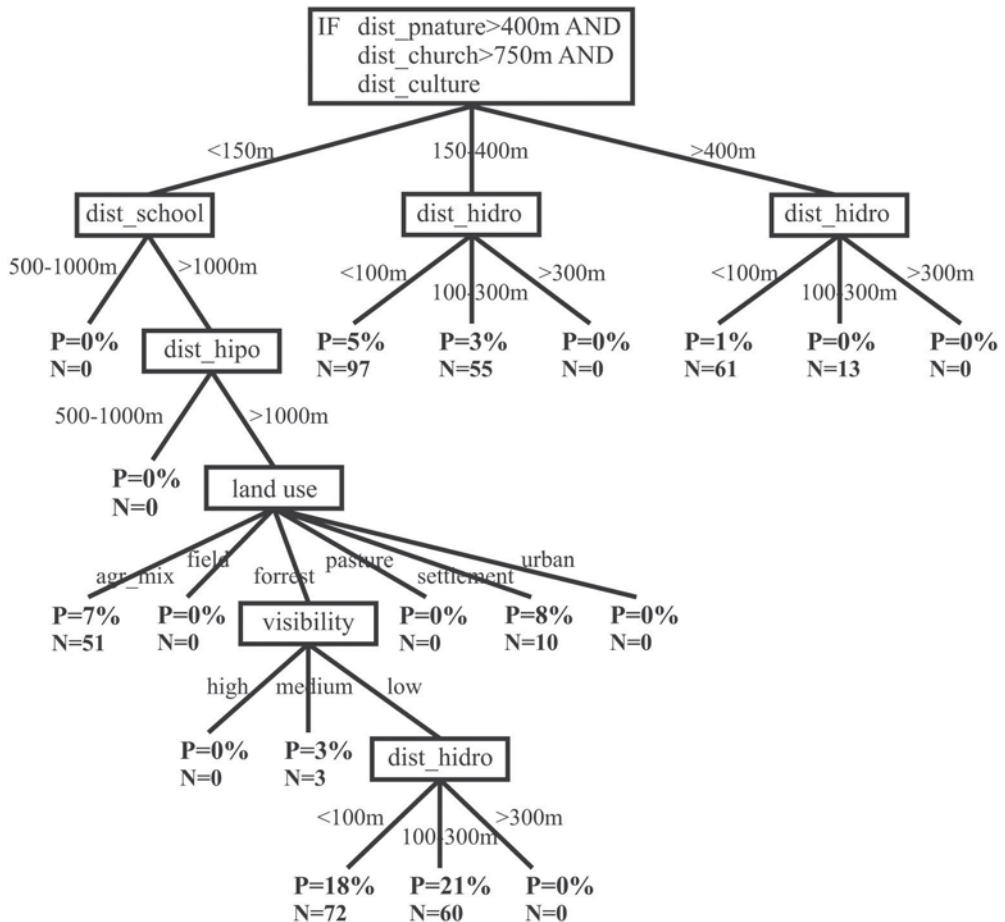 IF dist_pnature>400m AND
dist_church>750m AND
dist_culture
<150m
150-400m
>400m
dist_school
dist_hidro
dist_hidro
500-1000m
>1000m
<100m
100-300m
>300m
<100m
100-300m
>300m
P=0%
N=0
dist_hipo
P=5%
N=97
P=3%
N=55
P=0%
N=0
P=1%
N=61
P=0%
N=13
P=0%
N=0
500-1000m
>1000m
P=0%
N=0
land use
agr_mix
field
forrest
pasture
settlement
urban
P=7%
N=51
P=0%
N=0
visibility
P=0%
N=0
P=8%
N=10
P=0%
N=0
high
medium
low
P=0%
N=0
P=3%
N=3
dist_hidro
<100m
100-300m
>300m
P=18%
N=72
P=21%
N=60
P=0%
N=0